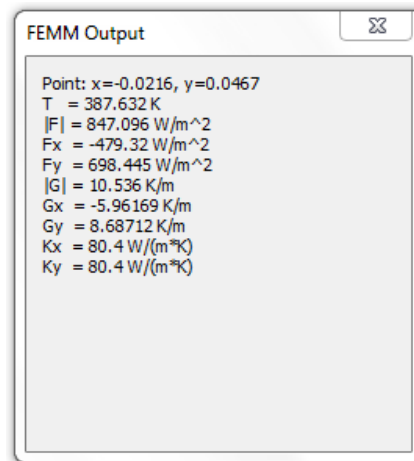 FEMM Output
Point: x=-0.0216, y=0.0467
T = 387.632 K
|F| = 847.096 W/m^2
Fx = -479.32 W/m^2
Fy = 698.445 W/m^2
|G| = 10.536 K/m
Gx = -5.96169 K/m
Gy = 8.68712 K/m
Kx = 80.4 W/(m*K)
Ky = 80.4 W/(m*K)